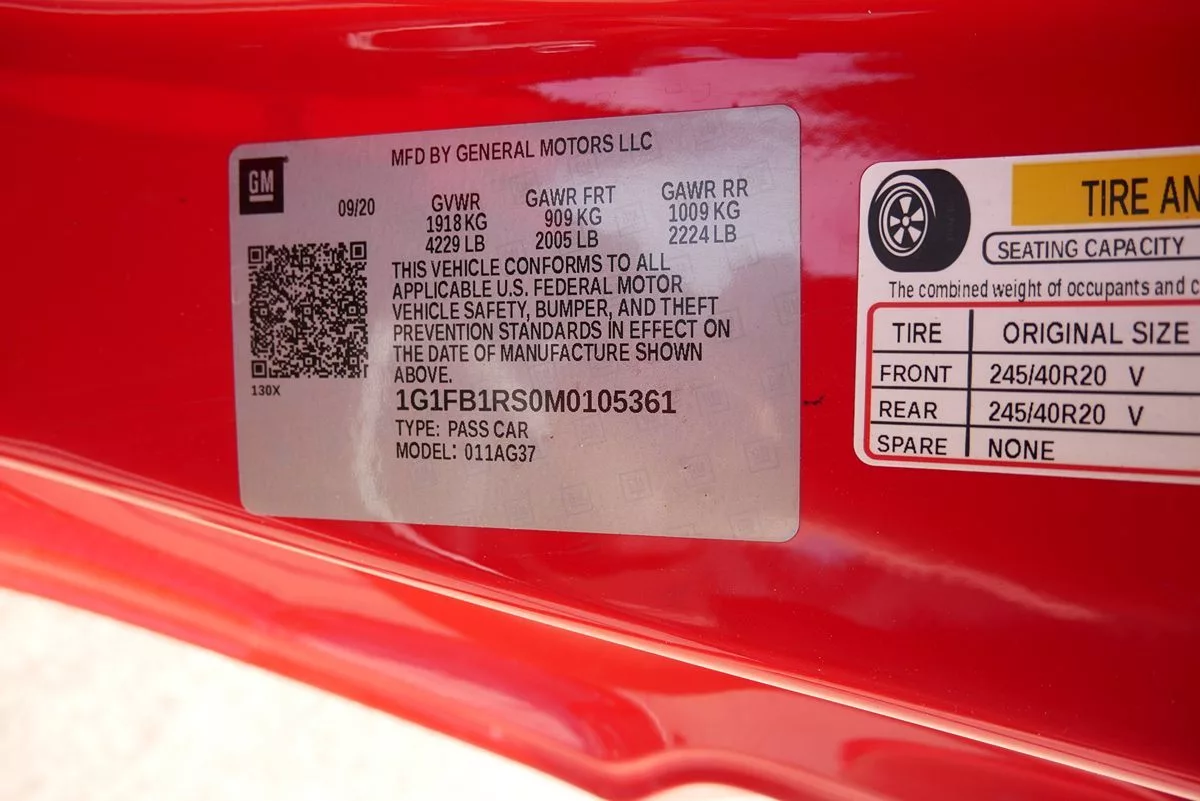 MFD BY GENERAL MOTORS LLC
GM
09/20
GVWR GAWR FRT GAWR RR
1918 KG 909 KG 1009 KG
4229 LB 2005 LB 2224 LB
THIS VEHICLE CONFORMS TO ALL
APPLICABLE U.S. FEDERAL MOTOR
VEHICLE SAFETY, BUMPER, AND THEFT
PREVENTION STANDARDS IN EFFECT ON
THE DATE OF MANUFACTURE SHOWN
ABOVE.
130X
1G1FB1RS0M0105361
TYPE: PASS CAR
MODEL: 011AG37
TIRE AN
SEATING CAPACITY
The combined weight of occupants and c
TIRE ORIGINAL SIZE
FRONT 245/40R20 V
REAR 245/40R20 V
SPARE NONE